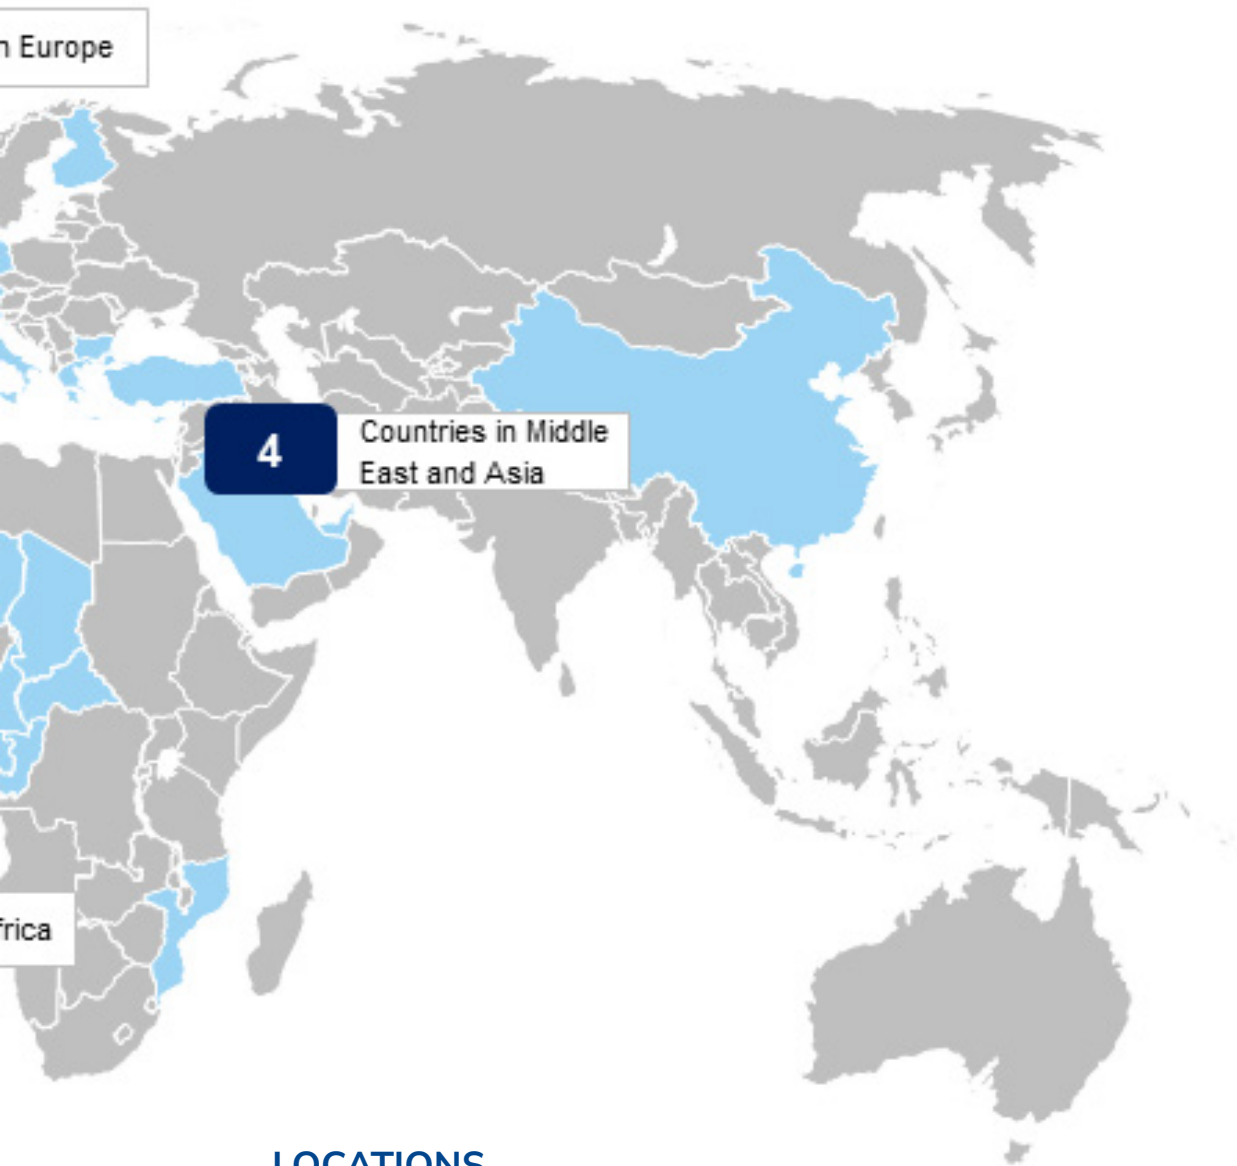 n Europe
4
Countries in Middle
East and Asia
frica
LOCATIONS